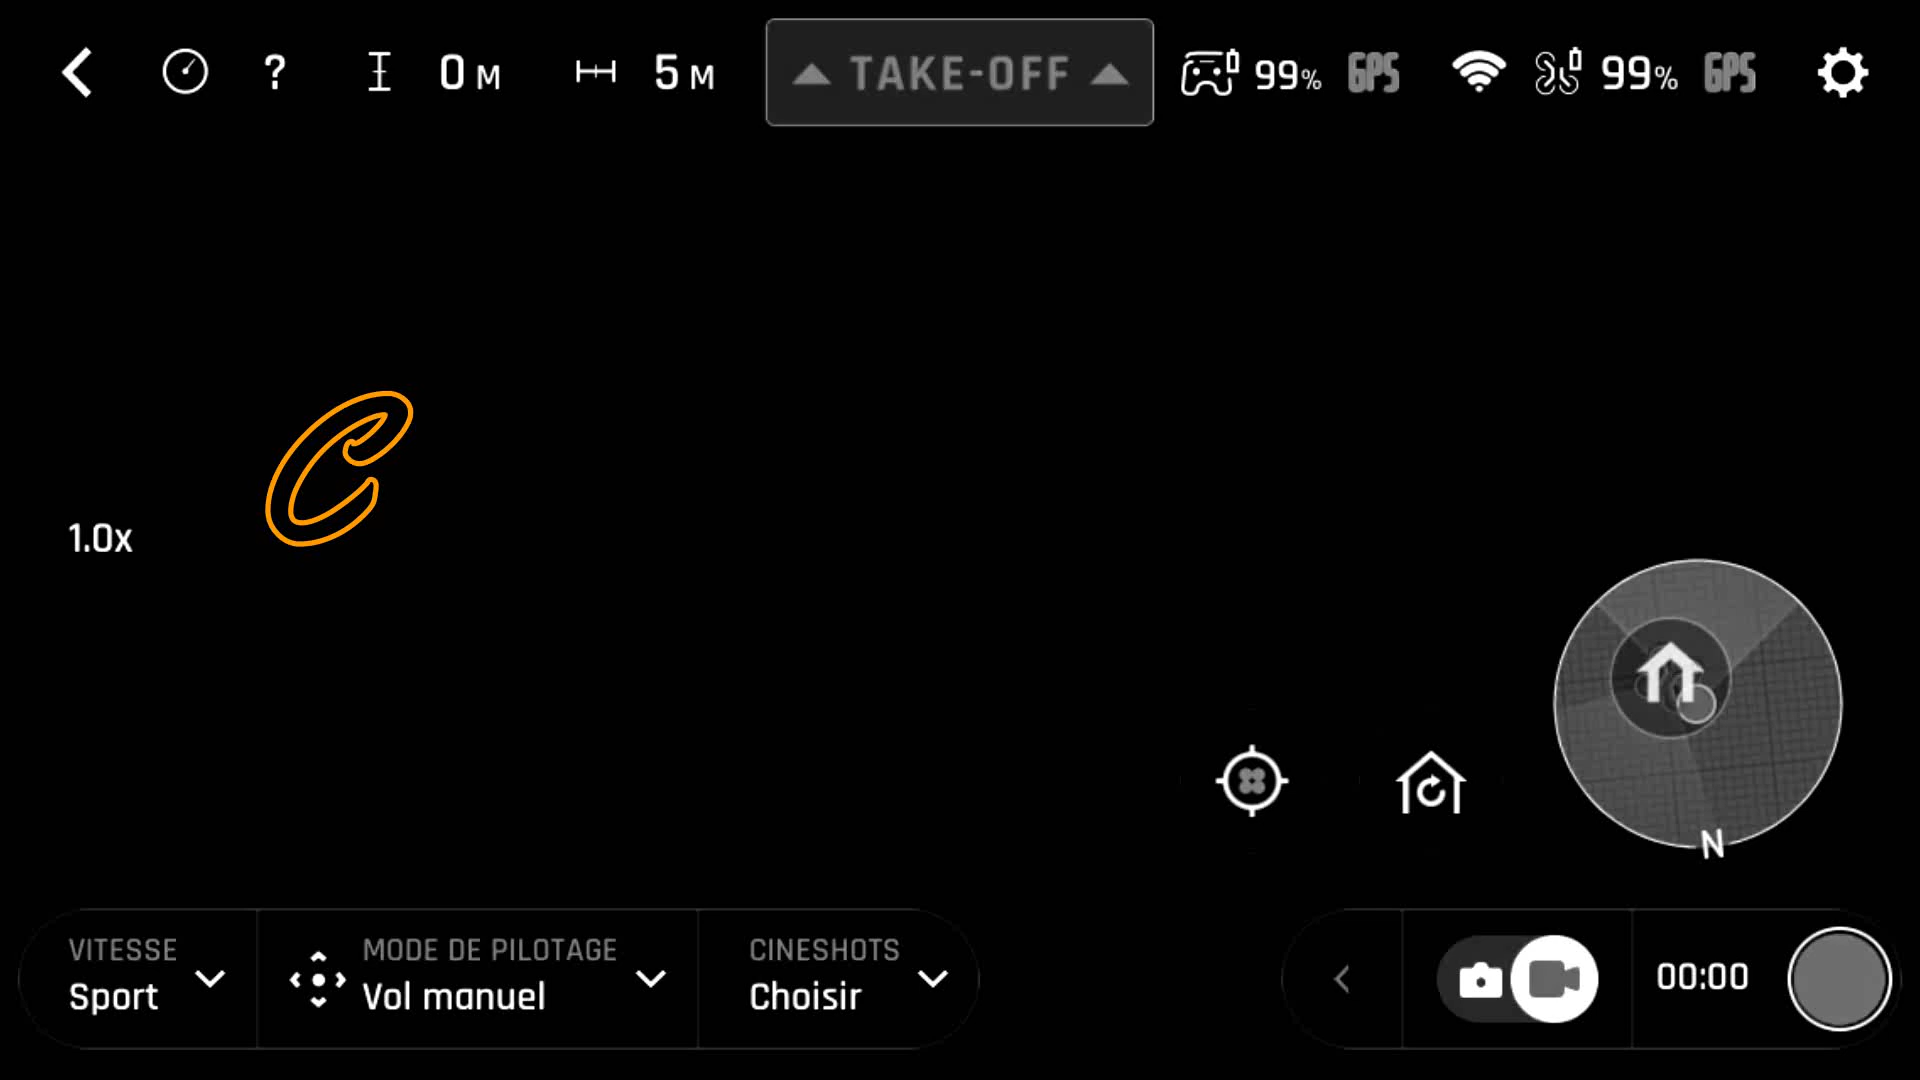 ? 0 M 5 M TAKE-OFF 99% GPS 99% GPS
C
1.0x
N
VITESSE MODE DE PILOTAGE CINESHOTS
Sport Vol manuel Choisir 00:00